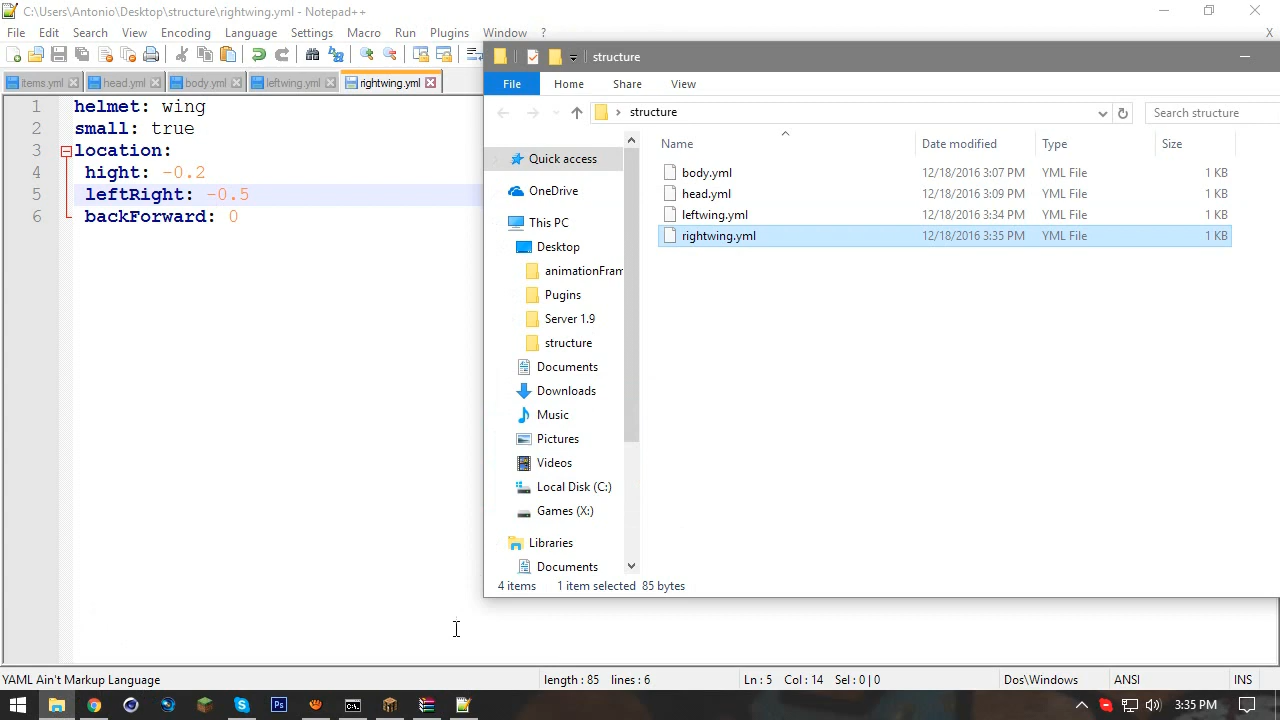 C:\Users\Antonio\Desktop\structure\rightwing.yml - Notepad++
File Edit Search View Encoding Language Settings Macro Run Plugins Window ? X
items.yml head.yml body.yml leftwing.yml rightwing.yml
1 helmet: wing
2 small: true
3 location:
4 hight: -0.2
5 leftRight: -0.5
6 backForward: 0
structure
File Home Share View
structure
Search structure
Name Date modified Type Size
body.yml 12/18/2016 3:07 PM YML File 1 KB
head.yml 12/18/2016 3:09 PM YML File 1 KB
leftwing.yml 12/18/2016 3:34 PM YML File 1 KB
rightwing.yml 12/18/2016 3:35 PM YML File 1 KB
Quick access
OneDrive
This PC
Desktop
animationFram
Pugins
Server 1.9
structure
Documents
Downloads
Music
Pictures
Videos
Local Disk (C:)
Games (X:)
Libraries
Documents
4 items 1 item selected 85 bytes
YAML Ain't Markup Language length : 85 lines : 6 Ln : 5 Col : 14 Sel : 0 | 0 Dos\Windows ANSI INS
Ps 3:35 PM